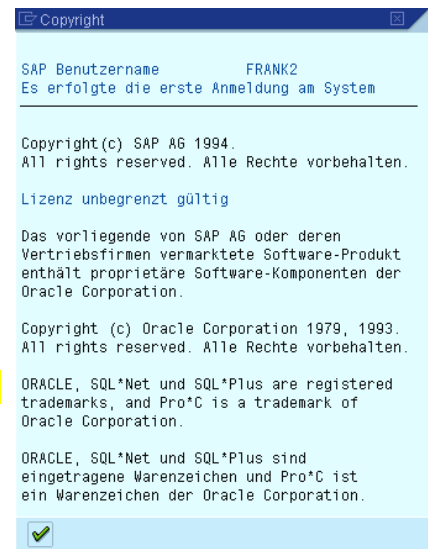 Copyright
SAP Benutzername FRANK2
Es erfolgte die erste Anmeldung am System
Copyright(c) SAP AG 1994.
All rights reserved. Alle Rechte vorbehalten.
Lizenz unbegrenzt gültig
Das vorliegende von SAP AG oder deren
Vertriebsfirmen vermarktete Software-Produkt
enthält proprietäre Software-Komponenten der
Oracle Corporation.
Copyright (c) Oracle Corporation 1979, 1993.
All rights reserved. Alle Rechte vorbehalten.
ORACLE, SQL*Net und SQL*Plus are registered
trademarks, and Pro*C is a trademark of
Oracle Corporation.
ORACLE, SQL*Net und SQL*Plus sind
eingetragene Warenzeichen und Pro*C ist
ein Warenzeichen der Oracle Corporation.